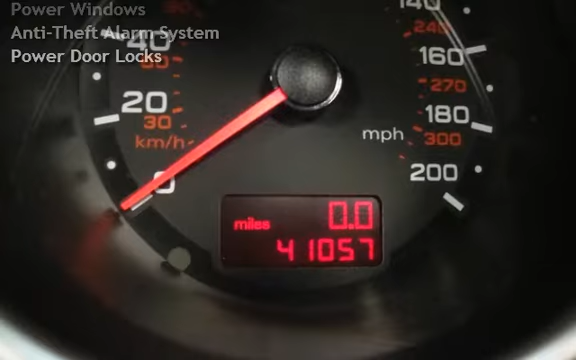 Power Windows
Anti-Theft Alarm System
Power Door Locks
140
40
240
160
270
20
180
30
mph
300
km/h
0
200
miles
0.0
41057